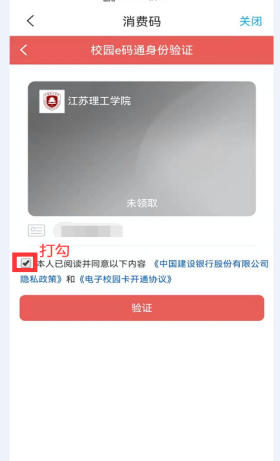 消费码
关闭
校园e码通身份验证
江苏理工学院
未领取
打勾
本人已阅读并同意以下内容 《中国建设银行股份有限公司
隐私政策》和《电子校园卡开通协议》
验证